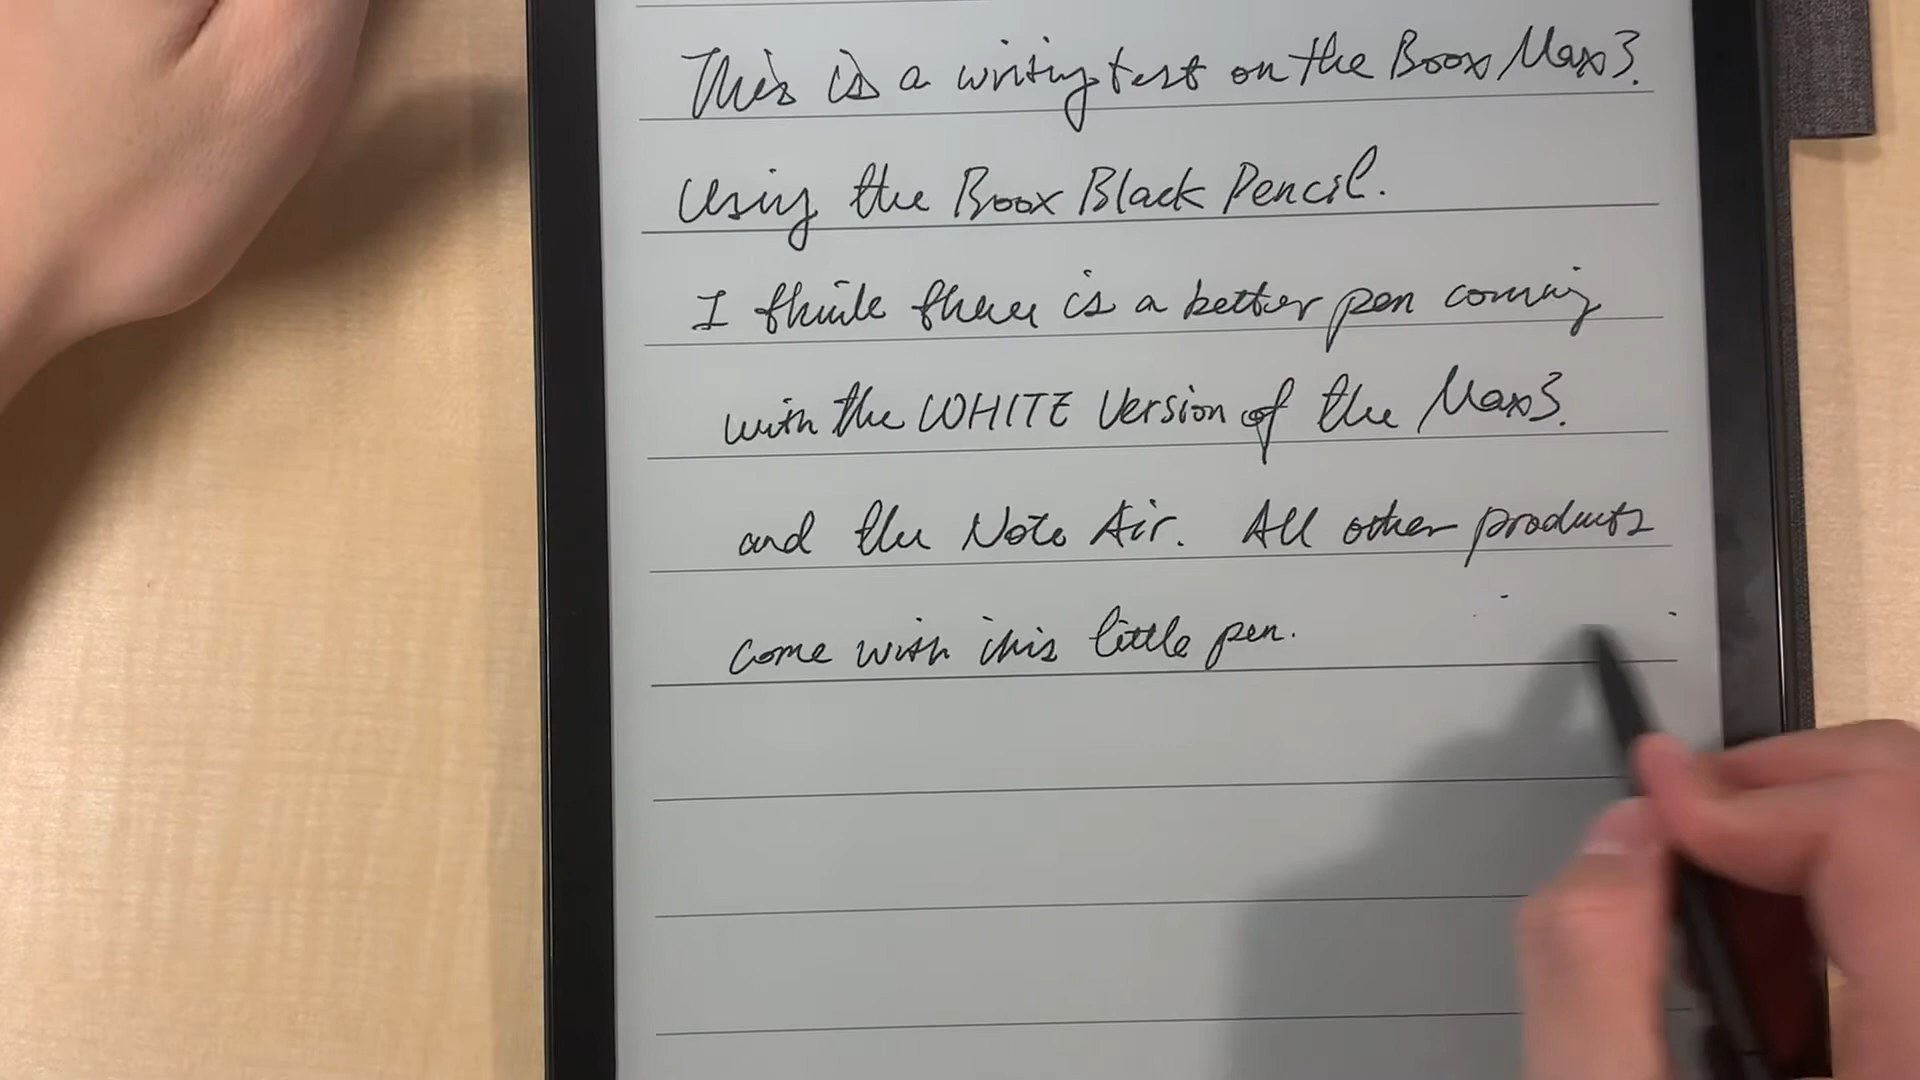 This is a writing test on the Boox Max3.
Using the Boox Black Pencil.
I think there is a better pen coming
with the WHITE Version of the Max3.
and the Note Air. All other products
come with this little pen.